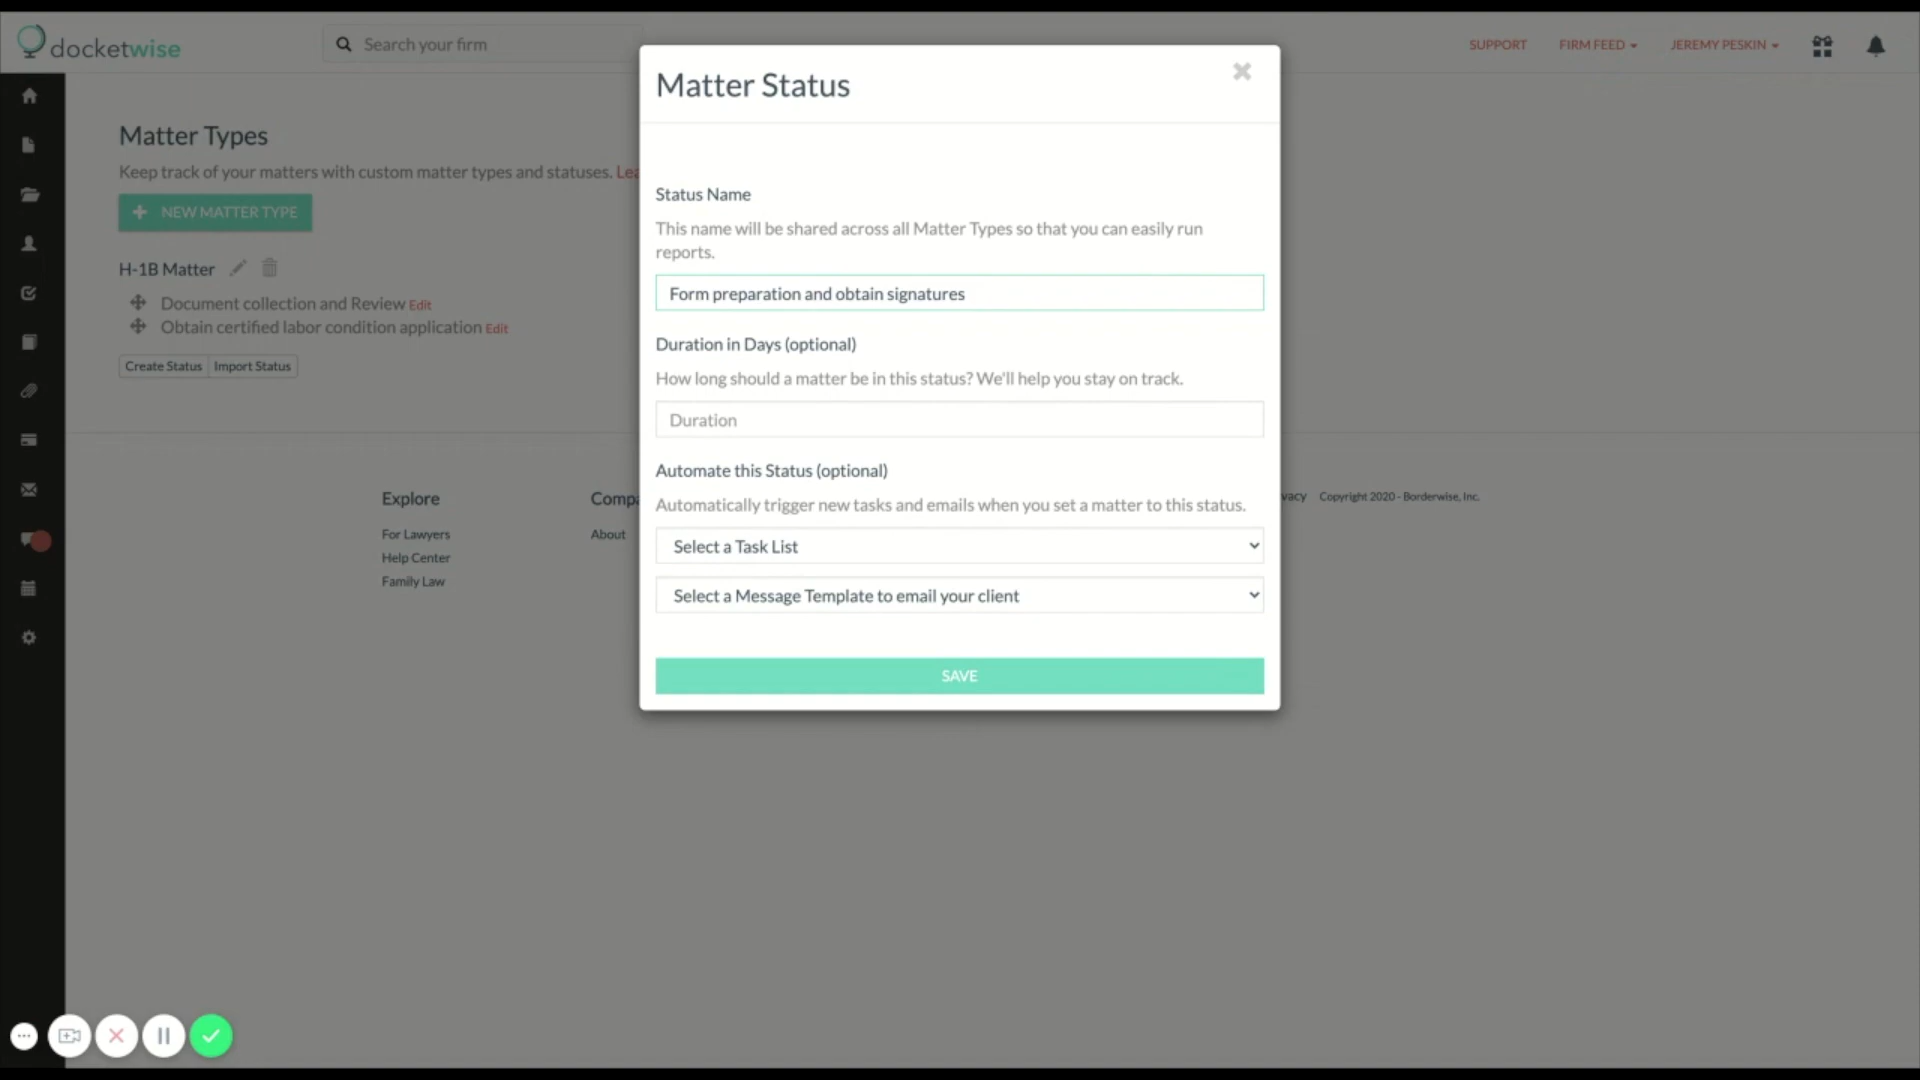 docketwise
Search your firm
SUPPORT
FIRM FEED
JEREMY PESKIN
Matter Types
Keep track of your matters with custom matter types and statuses.
NEW MATTER TYPE
H-1B Matter
Document collection and Review Edit
Obtain certified labor condition application Edit
Create Status
Import Status
Matter Status
Status Name
This name will be shared across all Matter Types so that you can easily run
reports.
Form preparation and obtain signatures
Duration in Days (optional)
How long should a matter be in this status? We'll help you stay on track.
Duration
Automate this Status (optional)
Automatically trigger new tasks and emails when you set a matter to this status.
Select a Task List
Select a Message Template to email your client
SAVE
Explore
For Lawyers
Help Center
Family Law
About
Copyright 2020 - Borderwise, Inc.